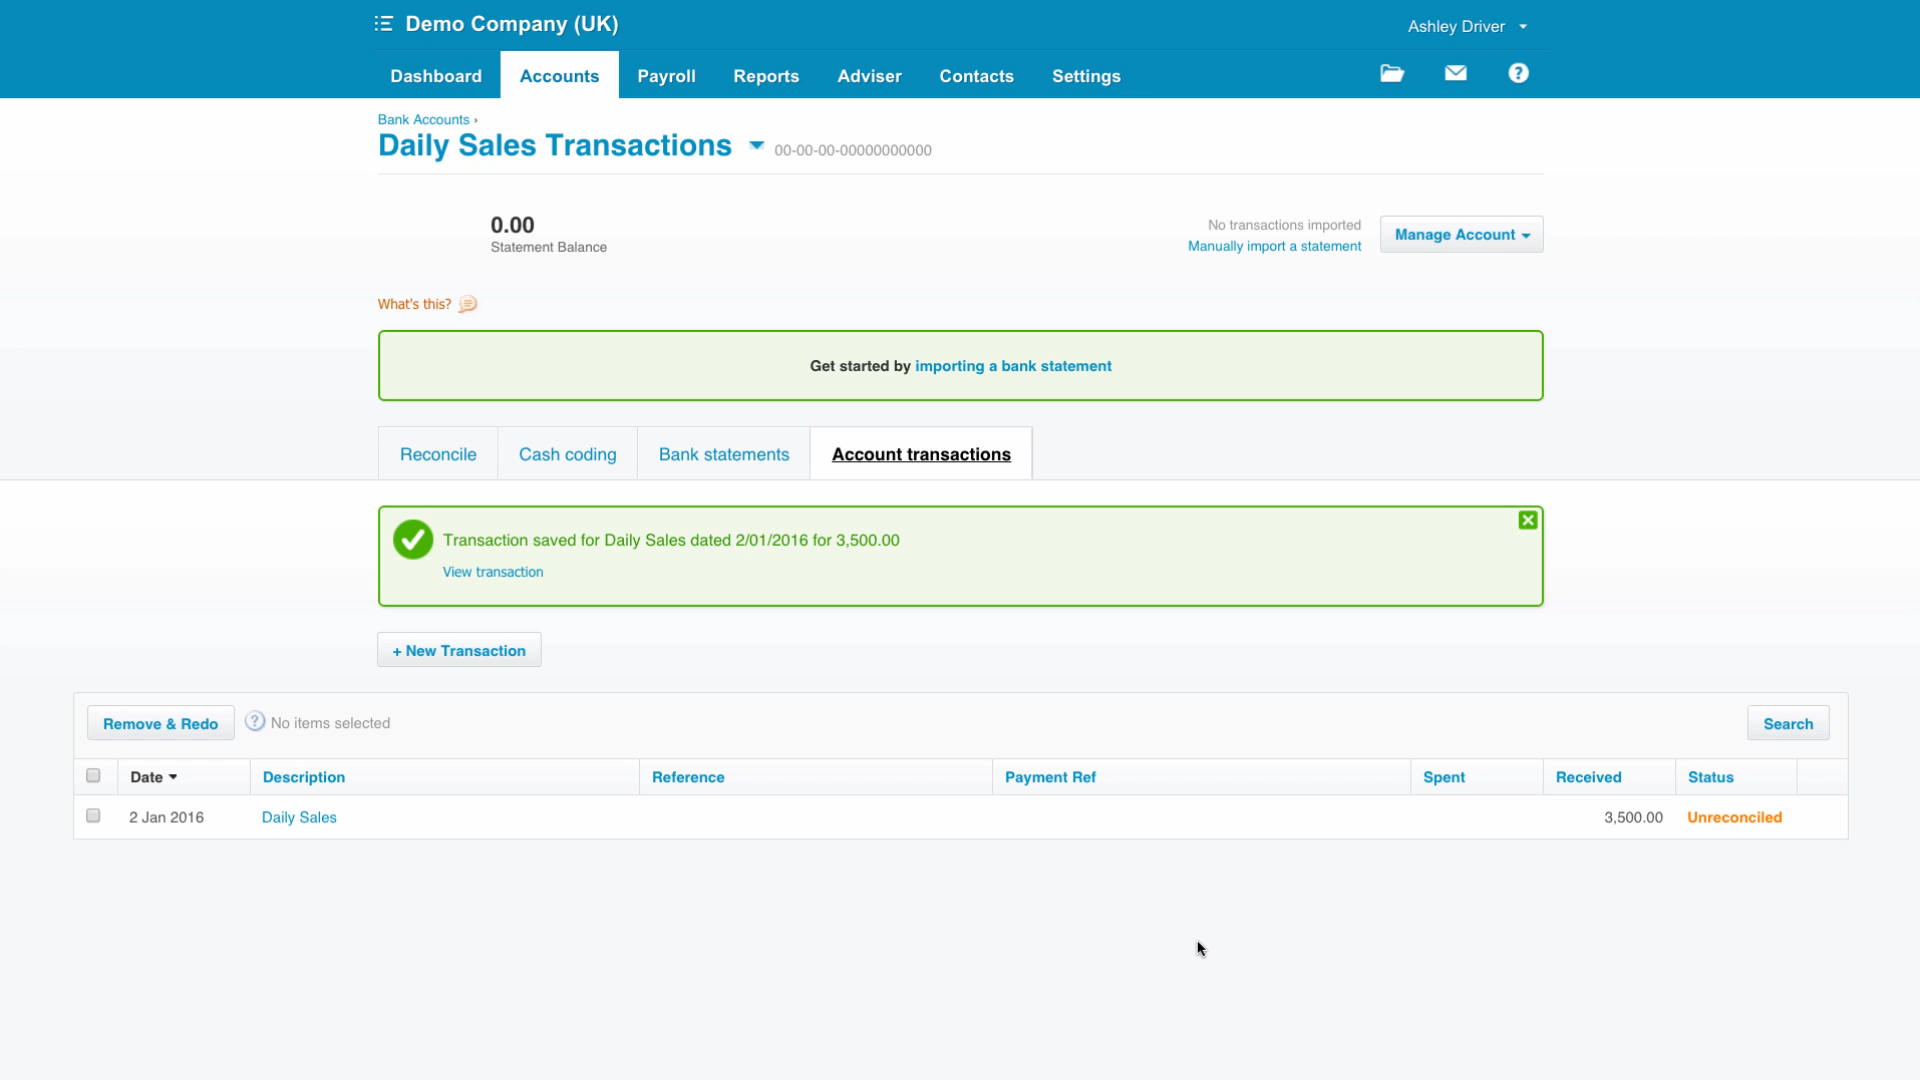 Demo Company (UK)
Ashley Driver
Dashboard Accounts Payroll Reports Adviser Contacts Settings
?
Bank Accounts ›
Daily Sales Transactions 00-00-00-00000000000
0.00
Statement Balance
No transactions imported
Manually import a statement
Manage Account
What's this?
Get started by importing a bank statement
Reconcile Cash coding Bank statements Account transactions
Transaction saved for Daily Sales dated 2/01/2016 for 3,500.00
View transaction
+ New Transaction
Remove & Redo ? No items selected Search
Date Description Reference Payment Ref Spent Received Status
2 Jan 2016 Daily Sales 3,500.00 Unreconciled